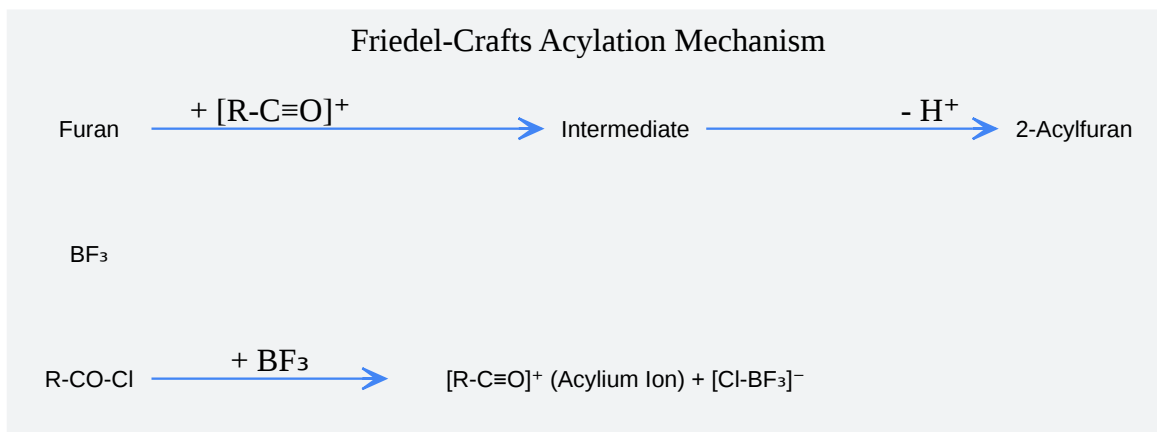 Friedel-Crafts Acylation Mechanism
+ [R-C≡O]⁺
- H⁺
Furan
Intermediate
2-Acylfuran
BF₃
+ BF₃
R-CO-Cl
[R-C≡O]⁺ (Acylium Ion) + [Cl-BF₃]⁻